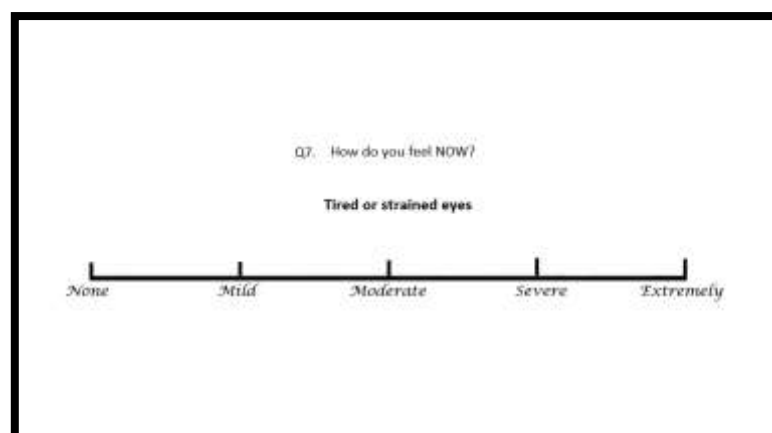 Q7. How do you feel NOW?
Tired or strained eyes
None Mild Moderate Severe Extremely